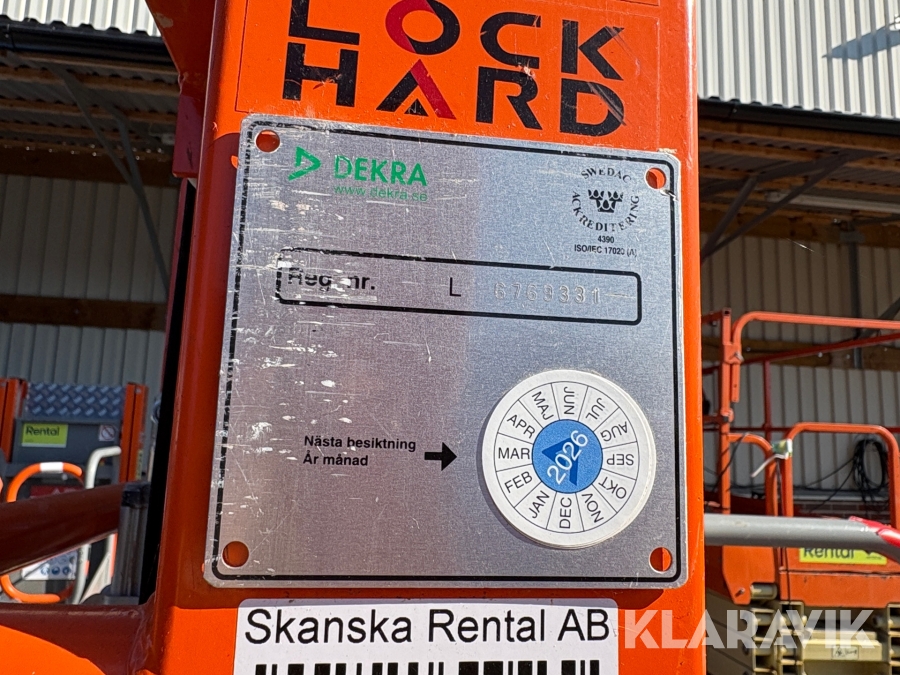 LOCK
HARD
DEKRA
www.dekra.se
SWEDAC
ACKREDITERING
4390
ISO/IEC 17020 (A)
Reg. nr. L 6760331
Nästa besiktning
År månad
JAN FEB MAR APR MAJ JUN JUL AUG SEP OKT NOV DEC
2026
Rental
Rental
Skanska Rental AB
KLARAVIK